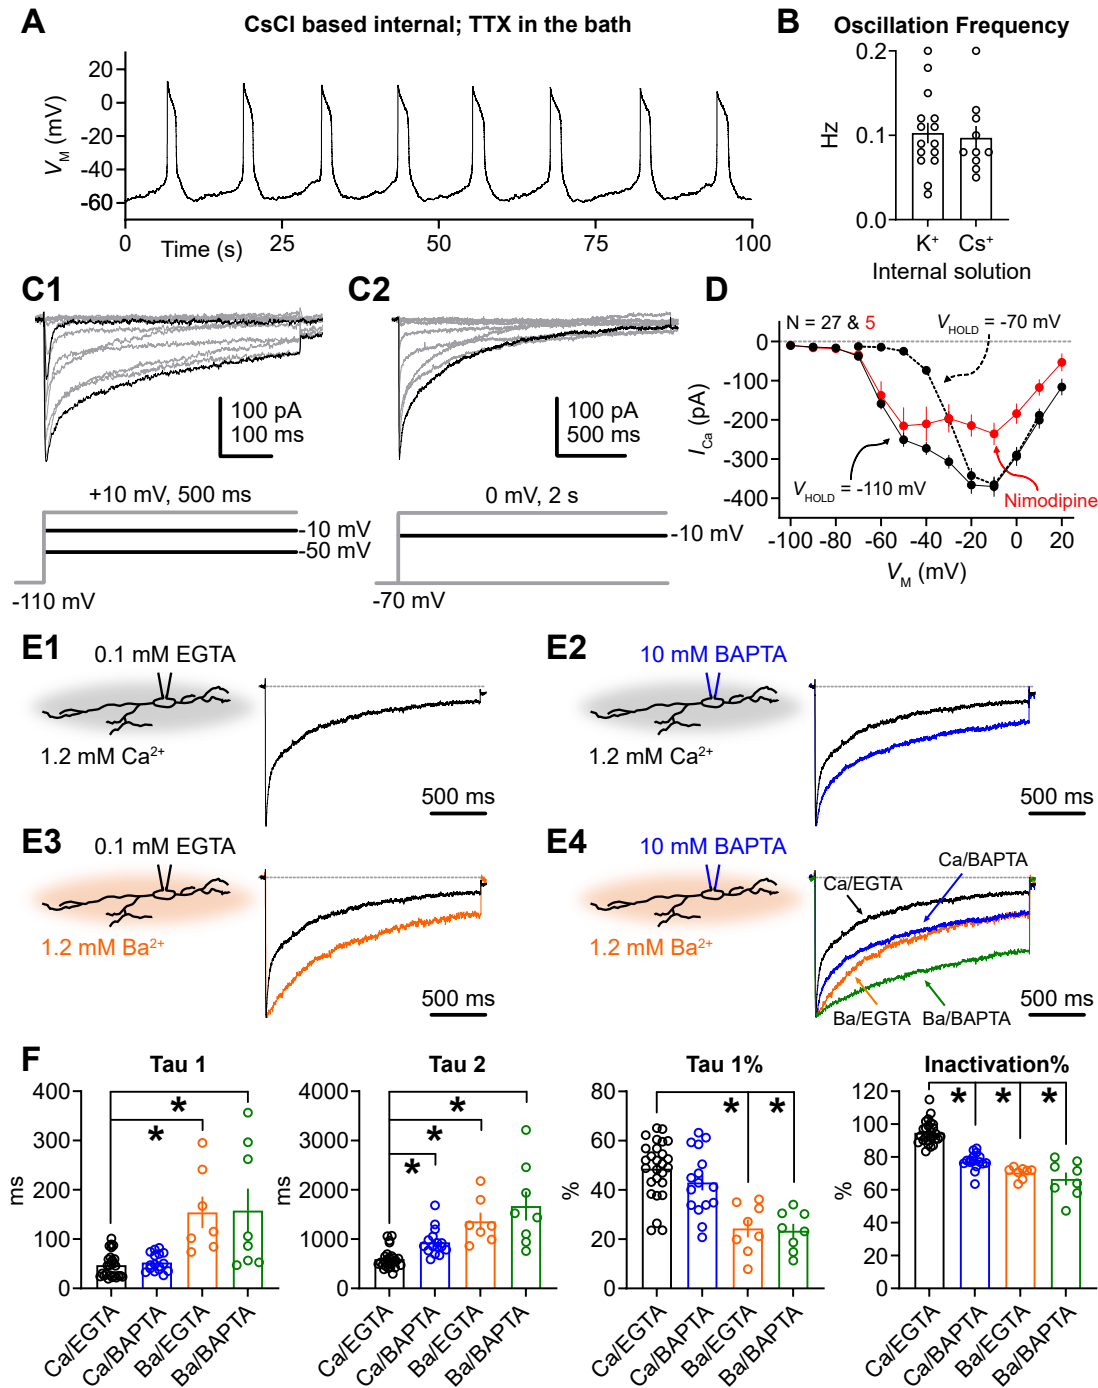 A
CsCl based internal; TTX in the bath
VM (mV)
20
0
-20
-40
-60
0
25
50
75
100
Time (s)
B
Oscillation Frequency
Hz
0.2
0.1
0.0
K+
Cs+
Internal solution
C1
100 pA
100 ms
+10 mV, 500 ms
-10 mV
-50 mV
-110 mV
C2
100 pA
500 ms
0 mV, 2 s
-10 mV
-70 mV
D
N = 27 & 5
VHOLD = -70 mV
ICa (pA)
0
-100
-200
-300
-400
VHOLD = -110 mV
Nimodipine
-100 -80 -60 -40 -20 0 20
VM (mV)
E1
0.1 mM EGTA
1.2 mM Ca2+
500 ms
E2
10 mM BAPTA
1.2 mM Ca2+
500 ms
E3
0.1 mM EGTA
1.2 mM Ba2+
500 ms
E4
10 mM BAPTA
1.2 mM Ba2+
Ca/BAPTA
Ca/EGTA
Ba/EGTA
Ba/BAPTA
500 ms
F
Tau 1
ms
400
300
200
100
0
*
*
Ca/EGTA
Ca/BAPTA
Ba/EGTA
Ba/BAPTA
Tau 2
ms
4000
3000
2000
1000
0
*
*
*
Ca/EGTA
Ca/BAPTA
Ba/EGTA
Ba/BAPTA
Tau 1%
%
80
60
40
20
0
* *
Ca/EGTA
Ca/BAPTA
Ba/EGTA
Ba/BAPTA
Inactivation%
%
120
100
80
60
40
20
0
* * *
Ca/EGTA
Ca/BAPTA
Ba/EGTA
Ba/BAPTA